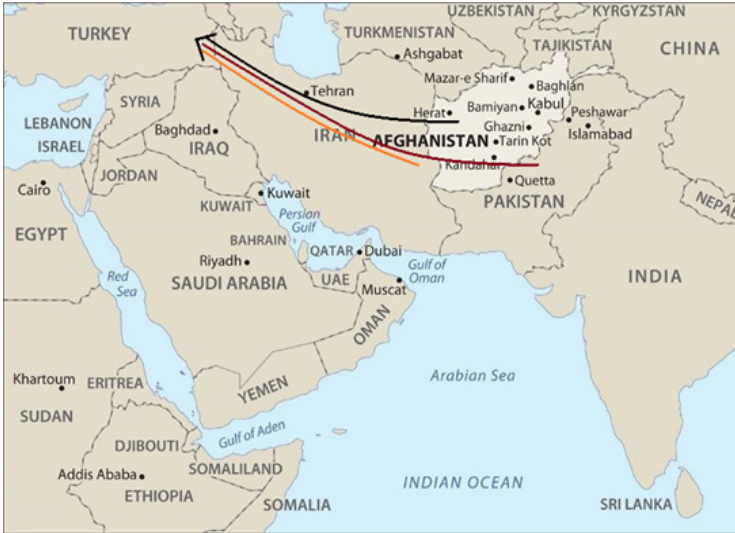 UZBEKISTAN
KYRGYZSTAN
TURKEY
TURKMENISTAN
TAJIKISTAN
CHINA
Ashgabat
Mazar-e Sharif
Baghlan
Tehran
SYRIA
Herat
Bamiyan
Kabul
Peshawar
LEBANON
Baghdad
IRAN
Ghazni
Islamabad
ISRAEL
IRAQ
AFGHANISTAN
Tarin Kot
JORDAN
Kandahar
Cairo
Kuwait
Quetta
KUWAIT
PAKISTAN
NEPAL
EGYPT
Persian
Gulf
BAHRAIN
QATAR
Dubai
Riyadh
Gulf of
Oman
Red
Sea
SAUDI ARABIA
UAE
INDIA
Muscat
OMAN
Khartoum
ERITREA
YEMEN
Arabian Sea
SUDAN
Gulf of Aden
DJIBOUTI
SOMALILAND
Addis Ababa
INDIAN OCEAN
ETHIOPIA
SOMALIA
SRI LANKA